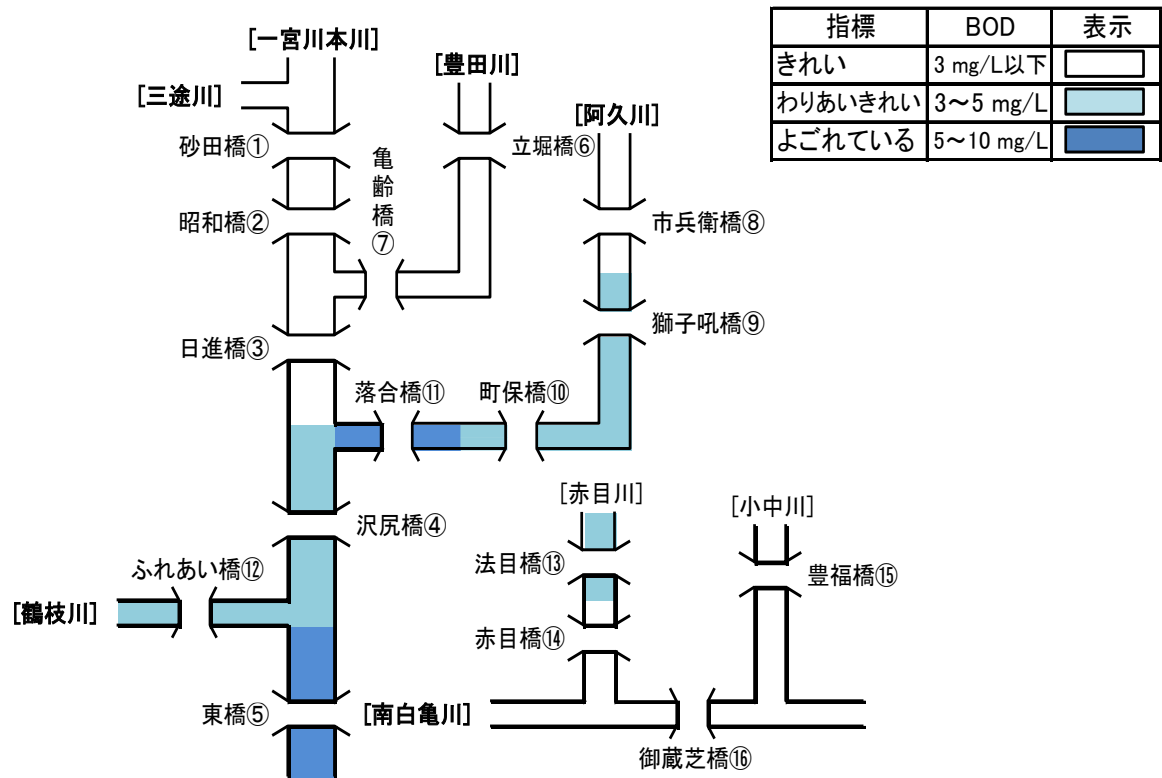 指標 BOD 表示
きれい 3 mg/L以下
わりあいきれい 3～5 mg/L
よごれている 5～10 mg/L
[一宮川本川]
[豊田川]
[三途川]
[阿久川]
砂田橋①
亀齢橋⑦
立堀橋⑥
昭和橋②
市兵衛橋⑧
日進橋③
獅子吼橋⑨
落合橋⑪
町保橋⑩
沢尻橋④
[赤目川]
[小中川]
ふれあい橋⑫
法目橋⑬
豊福橋⑮
[鶴枝川]
赤目橋⑭
東橋⑤
[南白亀川]
御蔵芝橋⑯